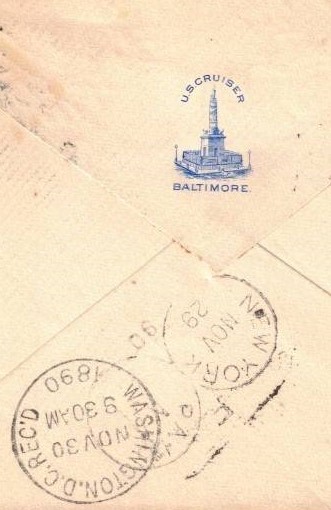 U.S. CRUISER
BALTIMORE.
NEW YORK
NOV
29
90
WASHINGTON, D.C. REC'D
NOV 30
9 30 AM
1890